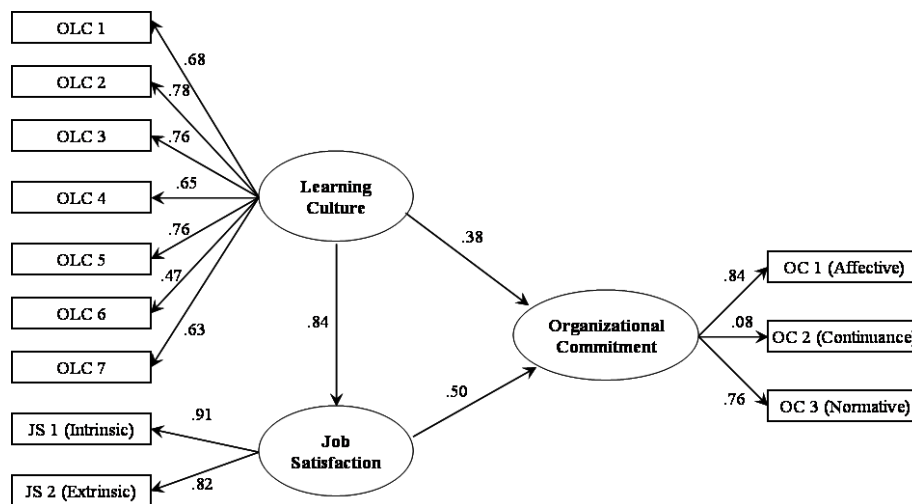 OLC 1
.68
OLC 2
.78
OLC 3
.76
OLC 4
.65
OLC 5
.76
OLC 6
.47
OLC 7
.63
Learning
Culture
.38
.84
JS 1 (Intrinsic)
.91
JS 2 (Extrinsic)
.82
Job
Satisfaction
.50
Organizational
Commitment
.84
OC 1 (Affective)
.08
OC 2 (Continuance)
.76
OC 3 (Normative)